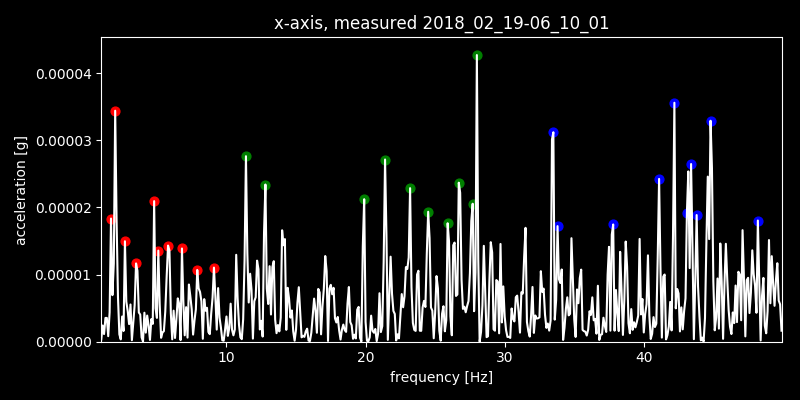 x-axis, measured 2018_02_19-06_10_01
acceleration [g]
0.00004
0.00003
0.00002
0.00001
0.00000
10 20 30 40
frequency [Hz]